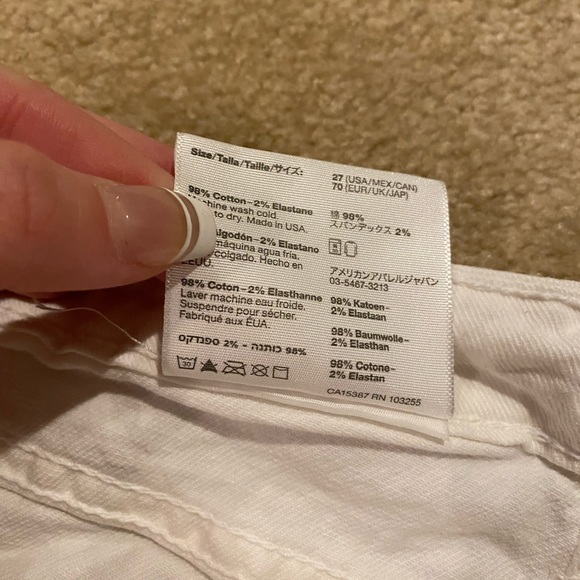 Size/Talla/Taille/サイズ:
27 (USA/MEX/CAN)
70 (EUR/UK/JAP)
98% Cotton–2% Elastane
wash cold.
to dry. Made in USA.
綿 98%
スパンデックス 2%
Algodón–2% Elastano
máquina agua fría.
colgado. Hecho en
EEUU.
アメリカンアパレルジャパン
03-5467-3213
98% Coton–2% Elasthanne
Laver machine eau froide.
Suspendre pour sécher.
Fabriqué aux ÉUA.
98% Katoen–
2% Elastaan
98% Baumwolle–
2% Elasthan
98% כותנה - 2% ספנדקס
98% Cotone–
2% Elastan
30
CA15387 RN 103255